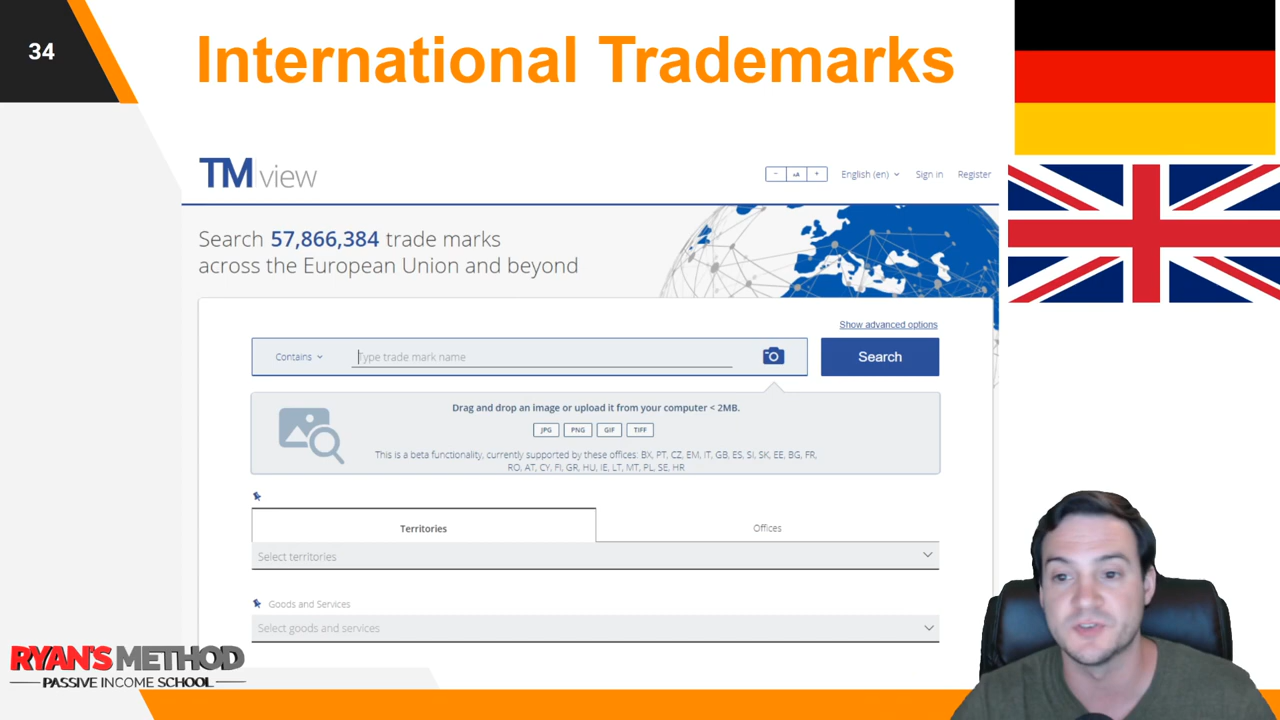 34
International Trademarks
TM view
- AA +
English (en)
Sign in
Register
Search 57,866,384 trade marks
across the European Union and beyond
Show advanced options
Contains
Type trade mark name
Search
Drag and drop an image or upload it from your computer < 2MB.
JPG PNG GIF TIFF
This is a beta functionality, currently supported by these offices: BX, PT, CZ, EM, IT, GB, ES, SI, SK, EE, BG, FR,
RO, AT, CY, FI, GR, HU, IE, LT, MT, PL, SE, HR
Territories
Offices
Select territories
Goods and Services
Select goods and services
RYAN'S METHOD
PASSIVE INCOME SCHOOL